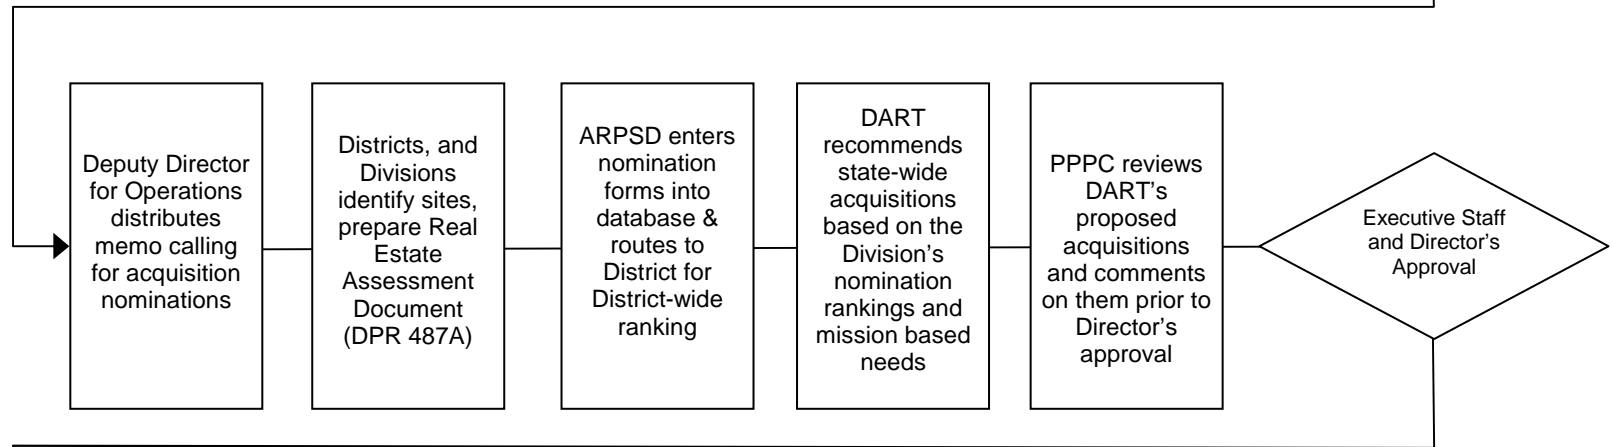 Deputy Director
for Operations
distributes
memo calling
for acquisition
nominations
Districts, and
Divisions
identify sites,
prepare Real
Estate
Assessment
Document
(DPR 487A)
ARPSD enters
nomination
forms into
database &
routes to
District for
District-wide
ranking
DART
recommends
state-wide
acquisitions
based on the
Division’s
nomination
rankings and
mission based
needs
PPPC reviews
DART’s
proposed
acquisitions
and comments
on them prior to
Director’s
approval
Executive Staff
and Director’s
Approval